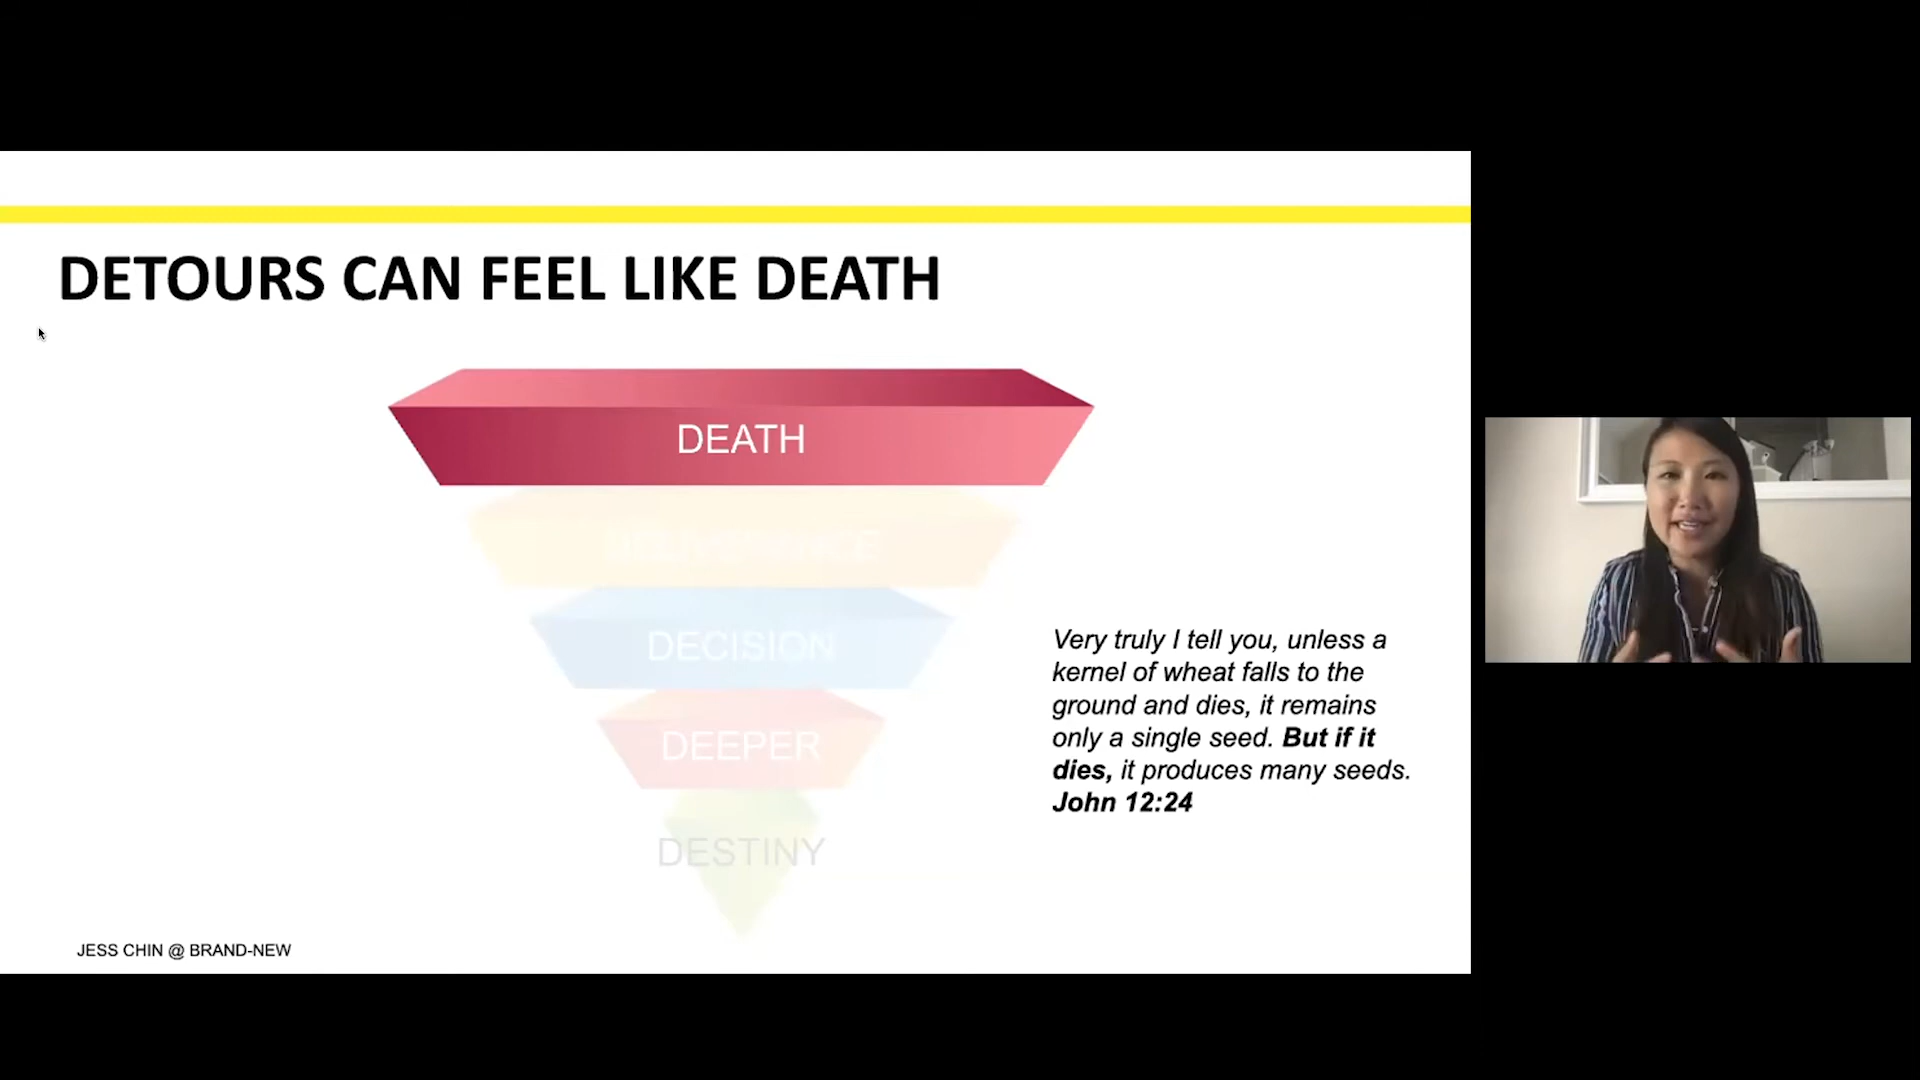 DETOURS CAN FEEL LIKE DEATH
DEATH
DECISION
DEEPER
DESTINY
Very truly I tell you, unless a
kernel of wheat falls to the
ground and dies, it remains
only a single seed. But if it
dies, it produces many seeds.
John 12:24
JESS CHIN @ BRAND-NEW